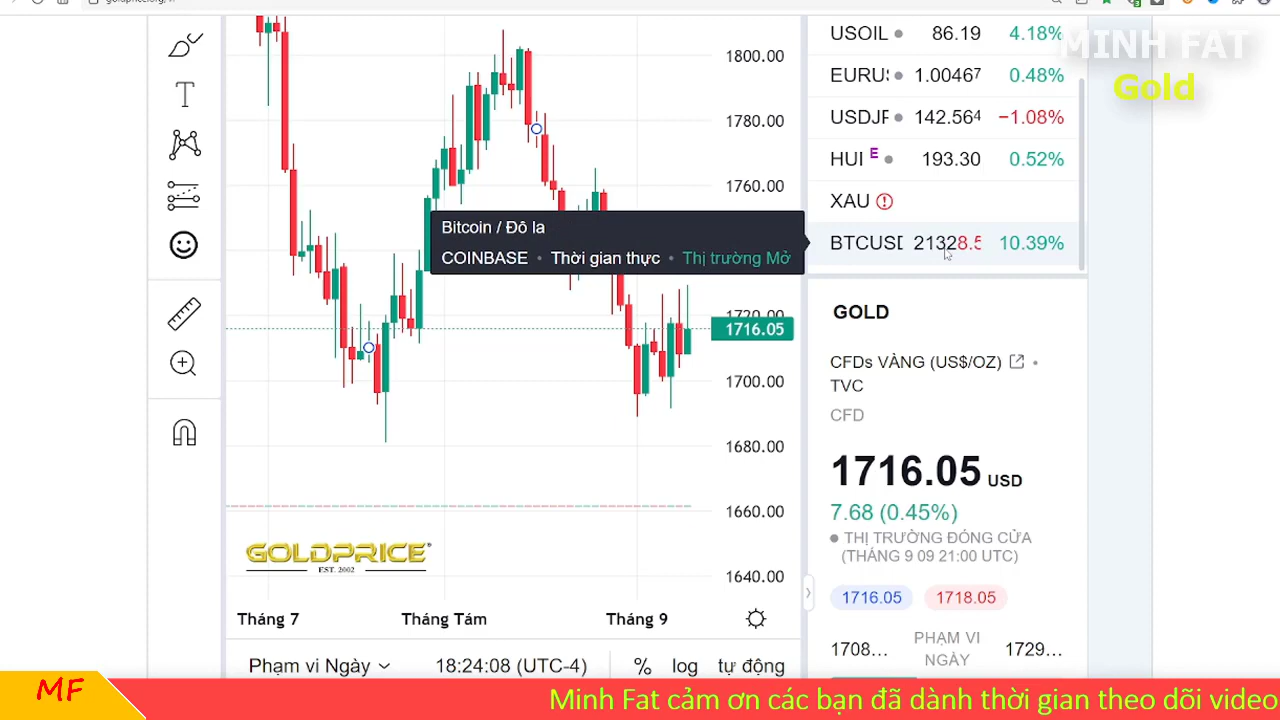 MINH FAT
Gold
USOIL 86.19 4.18%
EURU: 1.00467 0.48%
USDJF 142.564 −1.08%
HUI E 193.30 0.52%
XAU
BTCUSD 21328.5 10.39%
Bitcoin / Đô la
COINBASE • Thời gian thực • Thị trường Mở
1800.00
1780.00
1760.00
1720.00
1716.05
1700.00
1680.00
1660.00
1640.00
GOLDPRICE
EST. 2002
Tháng 7 Tháng Tám Tháng 9
Phạm vi Ngày 18:24:08 (UTC-4) % log tự động
GOLD
CFDs VÀNG (US$/OZ) •
TVC
CFD
1716.05 USD
7.68 (0.45%)
THỊ TRƯỜNG ĐÓNG CỬA
(THÁNG 9 09 21:00 UTC)
1716.05 1718.05
1708... PHẠM VI NGÀY 1729...
MF
Minh Fat cảm ơn các bạn đã dành thời gian theo dõi video